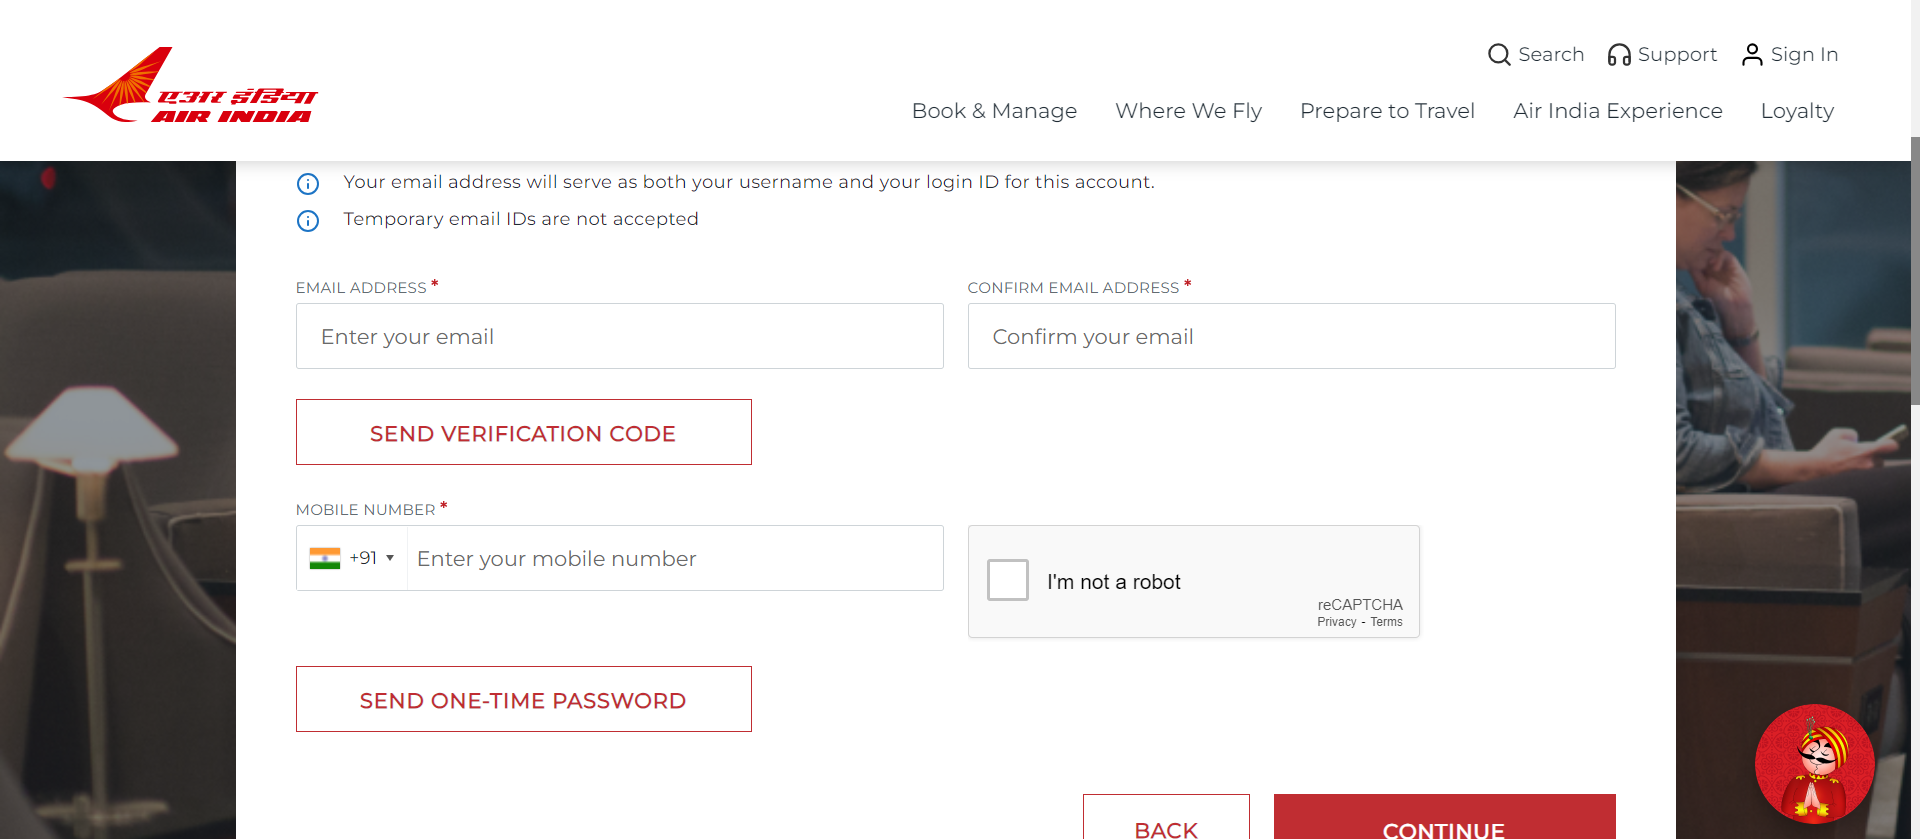 Search
Support
Sign In
एअर इंडिया
AIR INDIA
Book & Manage
Where We Fly
Prepare to Travel
Air India Experience
Loyalty
Your email address will serve as both your username and your login ID for this account.
Temporary email IDs are not accepted
EMAIL ADDRESS *
CONFIRM EMAIL ADDRESS *
Enter your email
Confirm your email
SEND VERIFICATION CODE
MOBILE NUMBER *
+91
Enter your mobile number
I'm not a robot
reCAPTCHA
Privacy - Terms
SEND ONE-TIME PASSWORD
BACK
CONTINUE